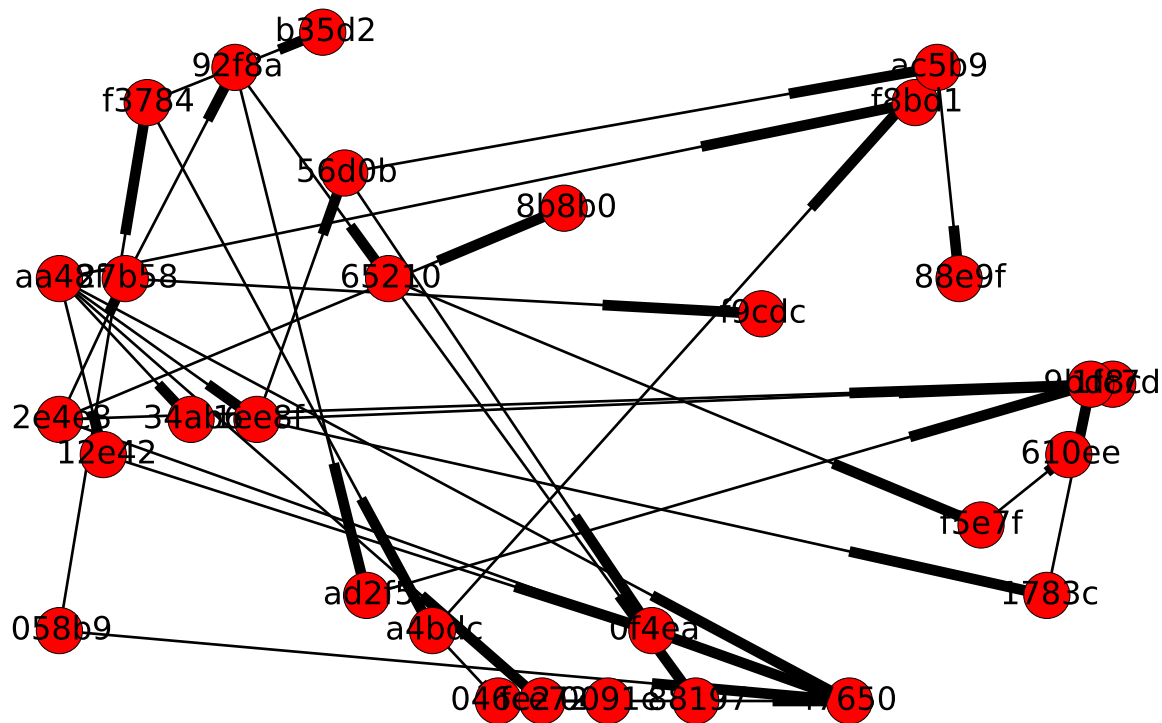 b35d2
92f8a
ac5b9
f3784
f8bd1
56d0b
8b8b0
65210
88e9f
f9cdc
2e4e8
12e42
610ee
f5e7f
ad2f5
1783c
058b9
a4bdc
0f4ea
88197